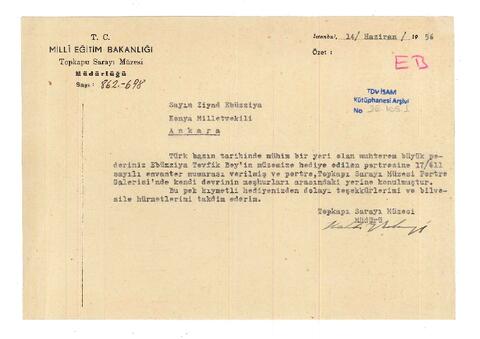 T. C.
MİLLÎ EĞİTİM BAKANLIĞI
Topkapu Sarayı Müzesi
Müdürlüğü
Sayı: 862.-698
İstanbul, 14/ Haziran / 1956
Özet :
EB
TDV İSAM
Kütüphanesi Arşivi
No
Sayın Ziyad Ebüzziya
Konya Milletvekili
Ankara
Türk basın tarihinde mühim bir yeri olan muhterem büyük pe-
deriniz Ebüzziya Tevfik Bey'in müzemize hediye edilen portresine 17/611
sayılı envanter numarası verilmiş ve portre, Topkapı Sarayı Müzesi Portre
Galerisi'nde kendi devrinin meşhurları arasındaki yerine konulmuştur.
Bu pek kıymetli hediyenizden dolayı teşekkürlerimi ve bilve-
sile hürmetlerimi takdim ederim.
Topkapı Sarayı Müzesi
Müdürü